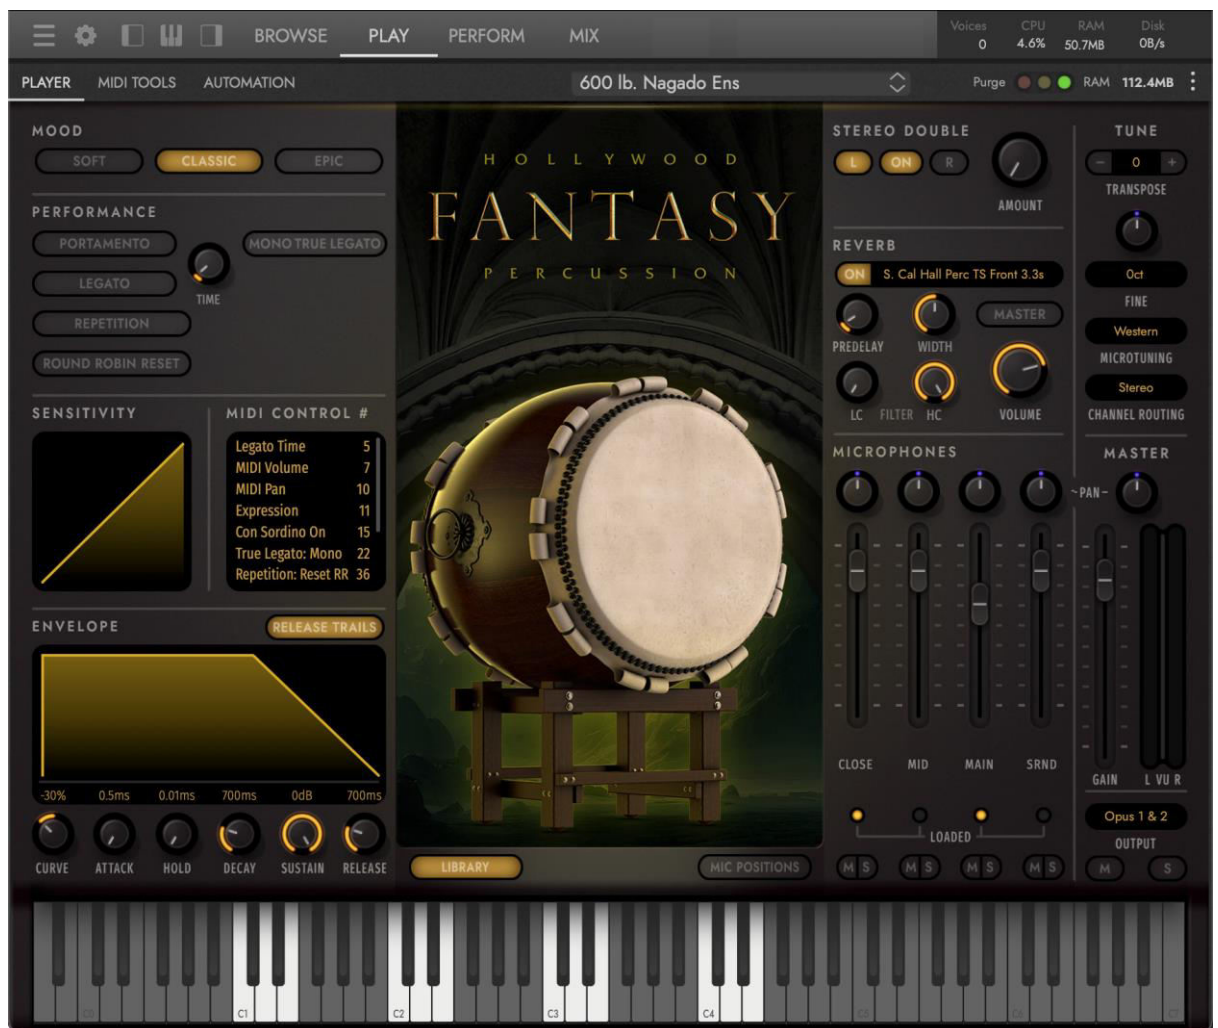 BROWSE PLAY PERFORM MIX
Voices CPU RAM Disk
0 4.6% 50.7MB 0B/s
PLAYER MIDI TOOLS AUTOMATION 600 lb. Nagado Ens Purge RAM 112.4MB
MOOD
SOFT CLASSIC EPIC
PERFORMANCE
PORTAMENTO MONO TRUE LEGATO
LEGATO
TIME
REPETITION
ROUND ROBIN RESET
SENSITIVITY
MIDI CONTROL #
Legato Time 5
MIDI Volume 7
MIDI Pan 10
Expression 11
Con Sordino On 15
True Legato: Mono 22
Repetition: Reset RR 36
ENVELOPE RELEASE TRAILS
-30% 0.5ms 0.01ms 700ms 0dB 700ms
CURVE ATTACK HOLD DECAY SUSTAIN RELEASE
HOLLYWOOD
FANTASY
PERCUSSION
LIBRARY MIC POSITIONS
STEREO DOUBLE
L ON R
AMOUNT
REVERB
ON S. Cal Hall Perc TS Front 3.3s
MASTER
PREDELAY WIDTH
LC FILTER HC VOLUME
MICROPHONES
-PAN-
CLOSE MID MAIN SRND
LOADED
M S M S M S M S
TUNE
- 0 +
TRANSPOSE
0ct
FINE
Western
MICROTUNING
Stereo
CHANNEL ROUTING
MASTER
GAIN L VU R
Opus 1 & 2
OUTPUT
M S
C0 C1 C2 C3 C4 C5 C6 C7